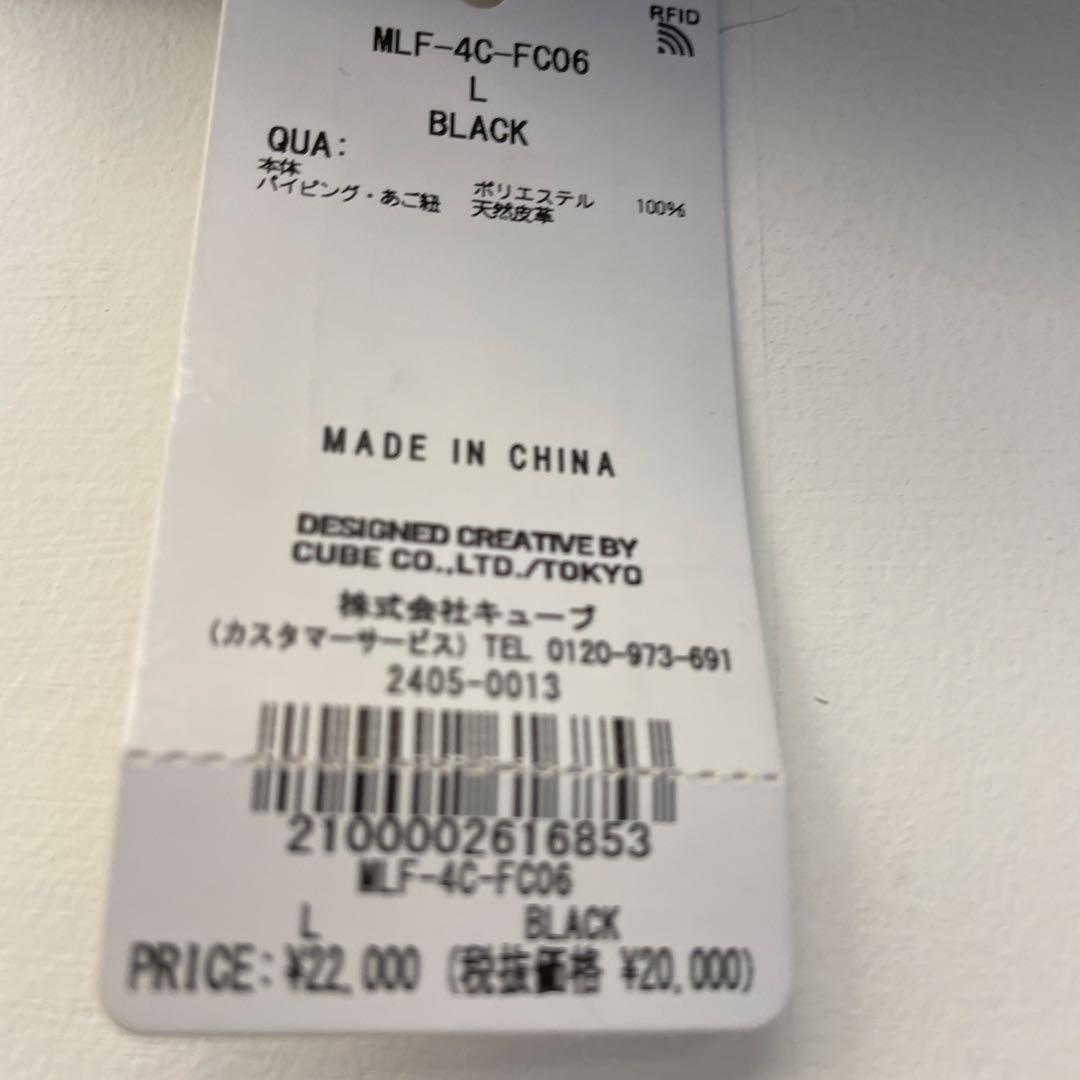 RFID
MLF-4C-FC06
L
BLACK
QUA:
本体 ポリエステル 100%
パイピング・あご紐 天然皮革
MADE IN CHINA
DESIGNED CREATIVE BY
CUBE CO.,LTD./TOKYO
株式会社キューブ
(カスタマーサービス) TEL 0120-973-691
2405-0013
2100002616853
MLF-4C-FC06
L BLACK
PRICE: ¥22,000 (税抜価格 ¥20,000)